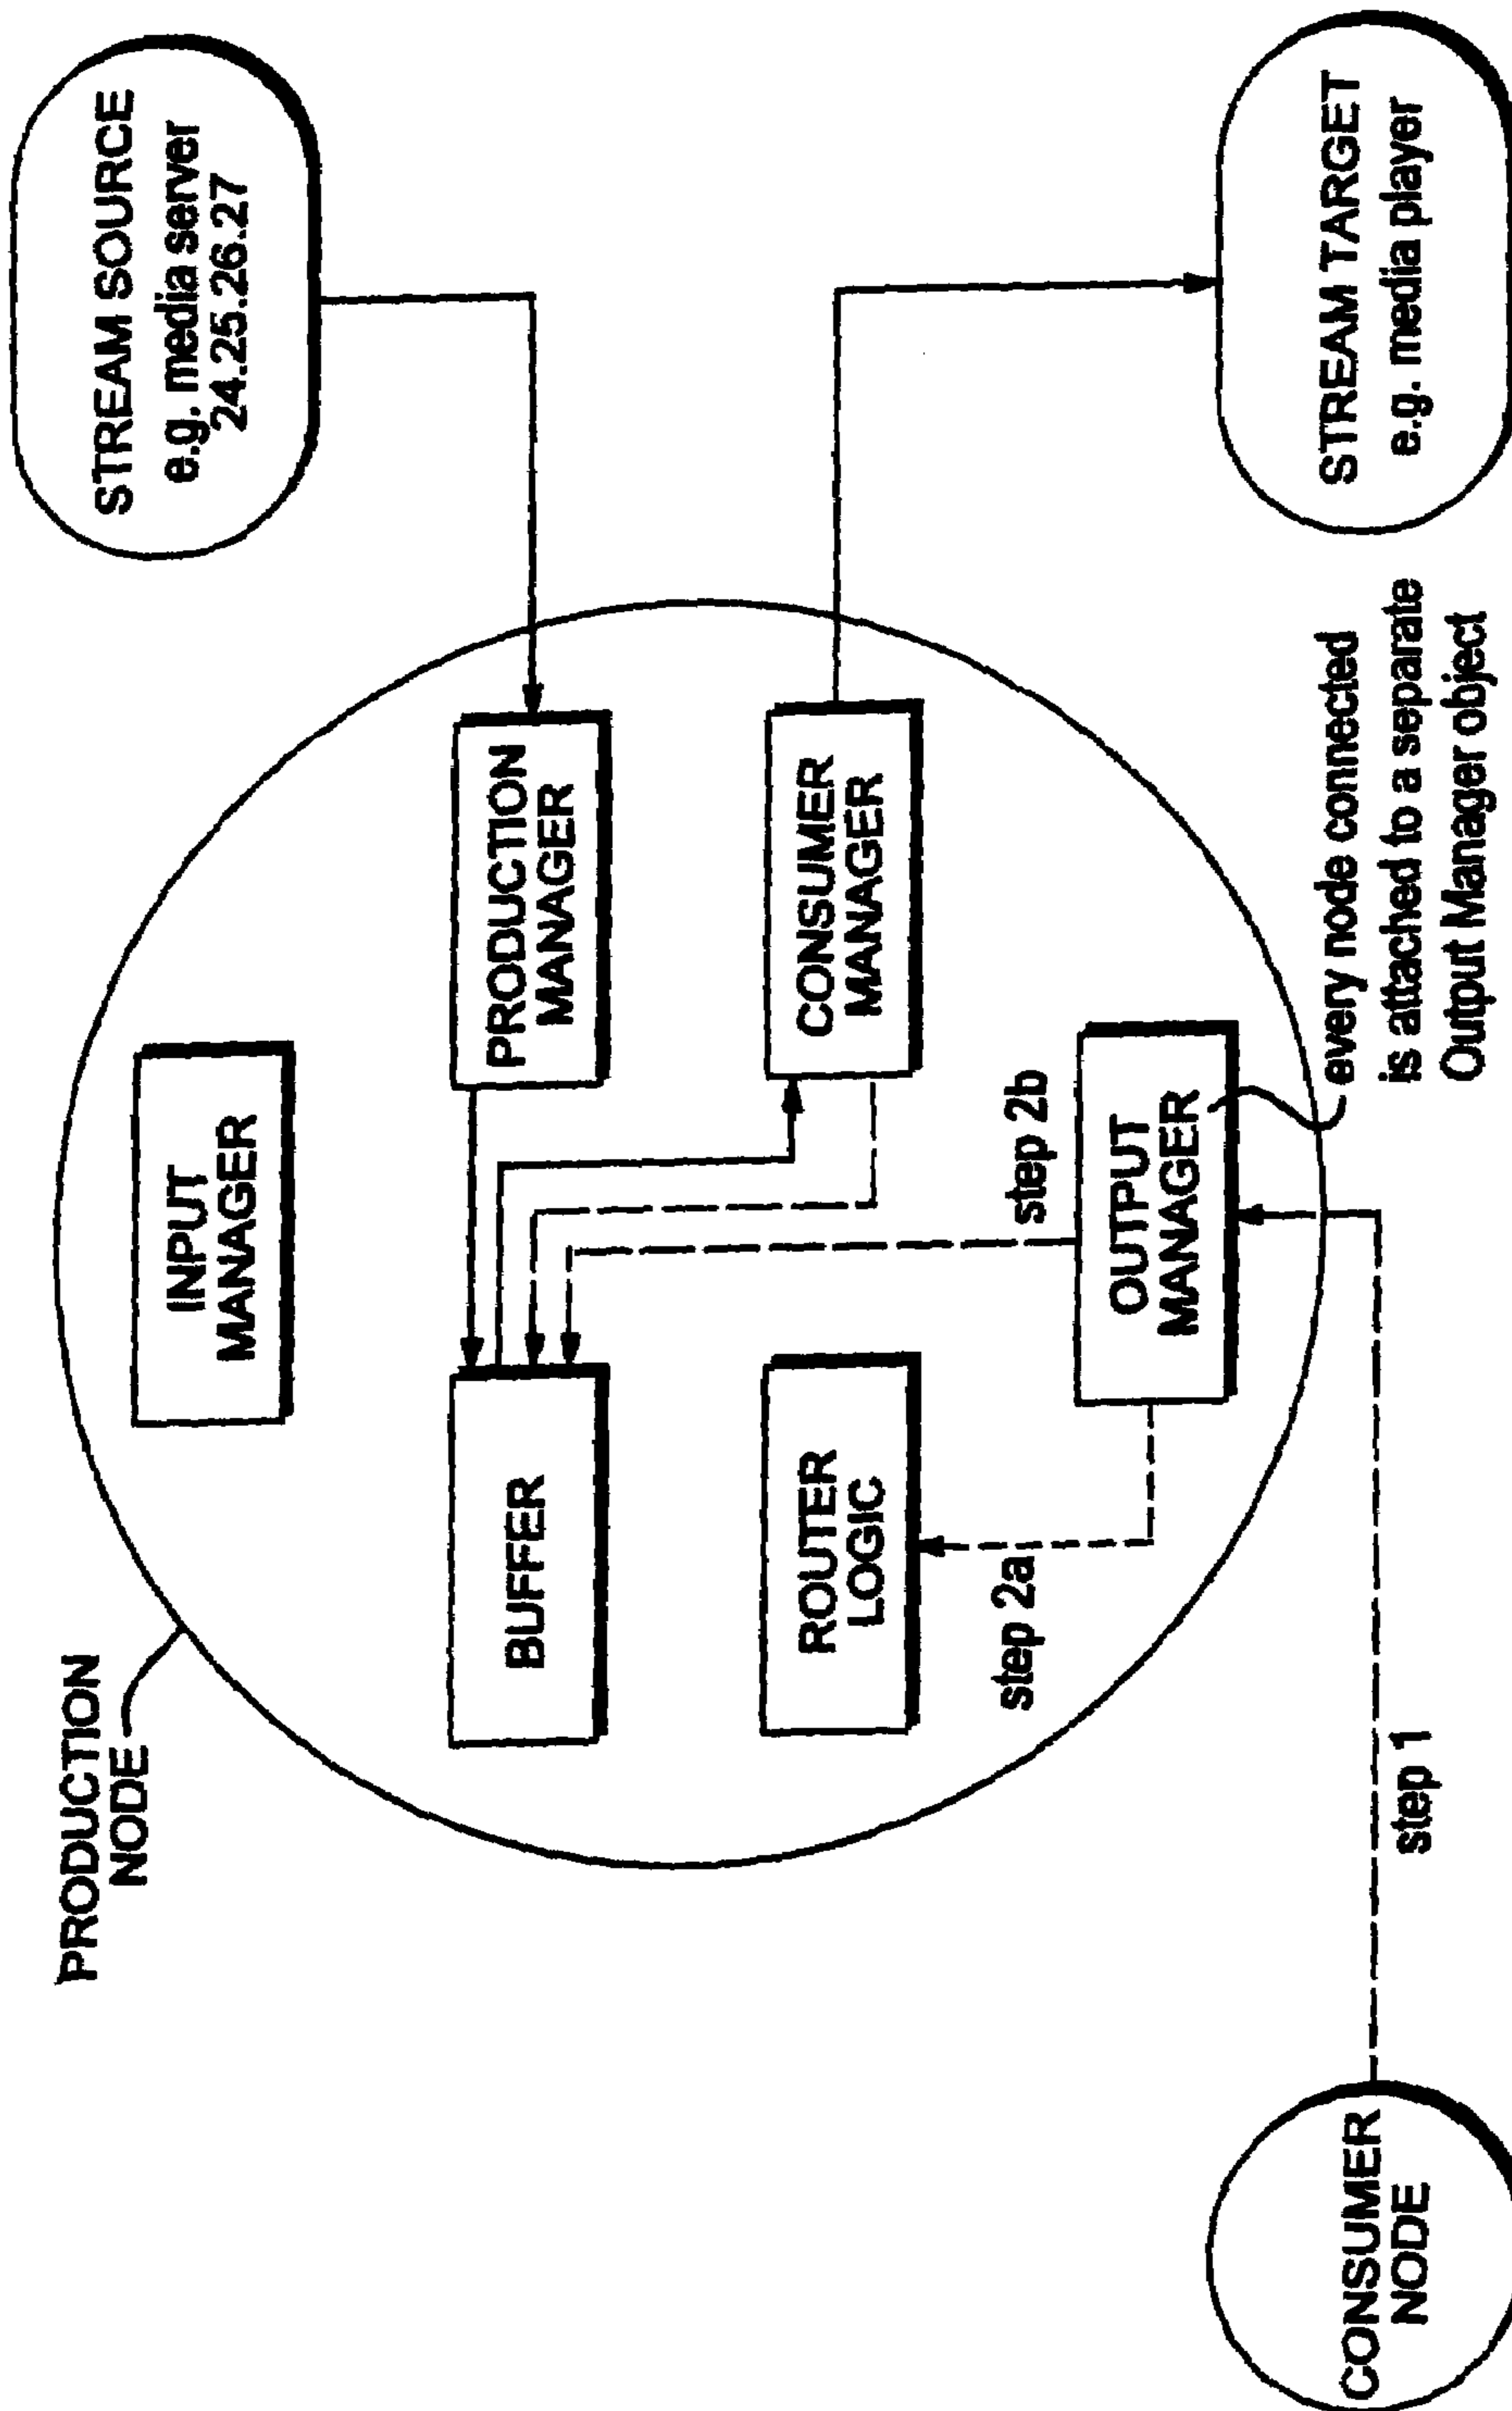 PRODUCTION
NODE
INPUT
MANAGER
STREAM SOURCE
e.g. media server
24.25.26.27
BUFFER
PRODUCTION
MANAGER
ROUTER
LOGIC
CONSUMER
MANAGER
step 2a
step 2b
OUTPUT
MANAGER
STREAM TARGET
e.g. media player
every node connected
is attached to a separate
Output Manager object
CONSUMER
NODE
step 1